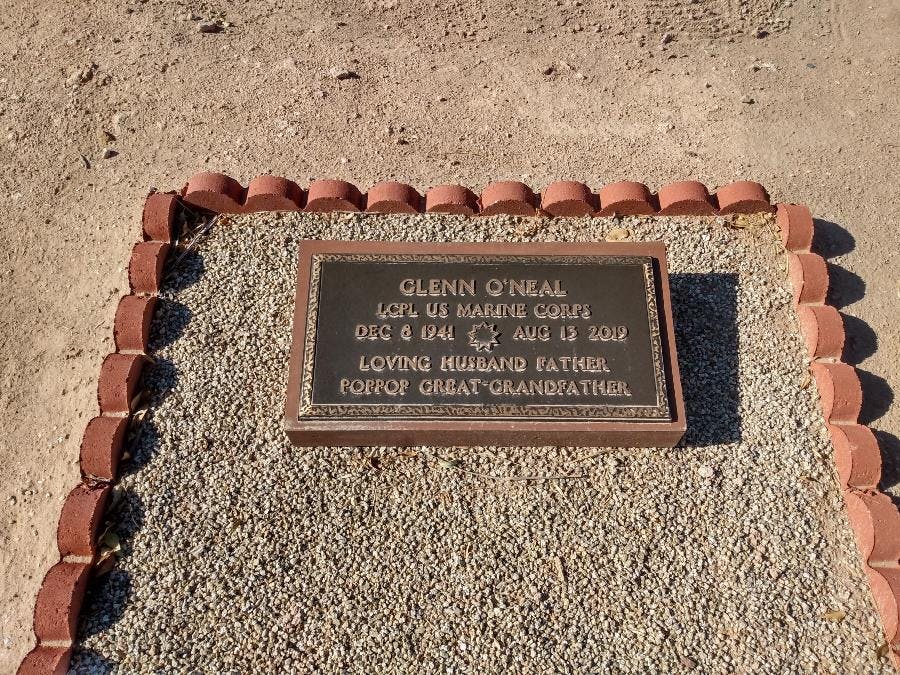 GLENN O'NEAL
LCPL US MARINE CORPS
DEC 8 1941 AUG 13 2019
LOVING HUSBAND FATHER
POPPOP GREAT-GRANDFATHER